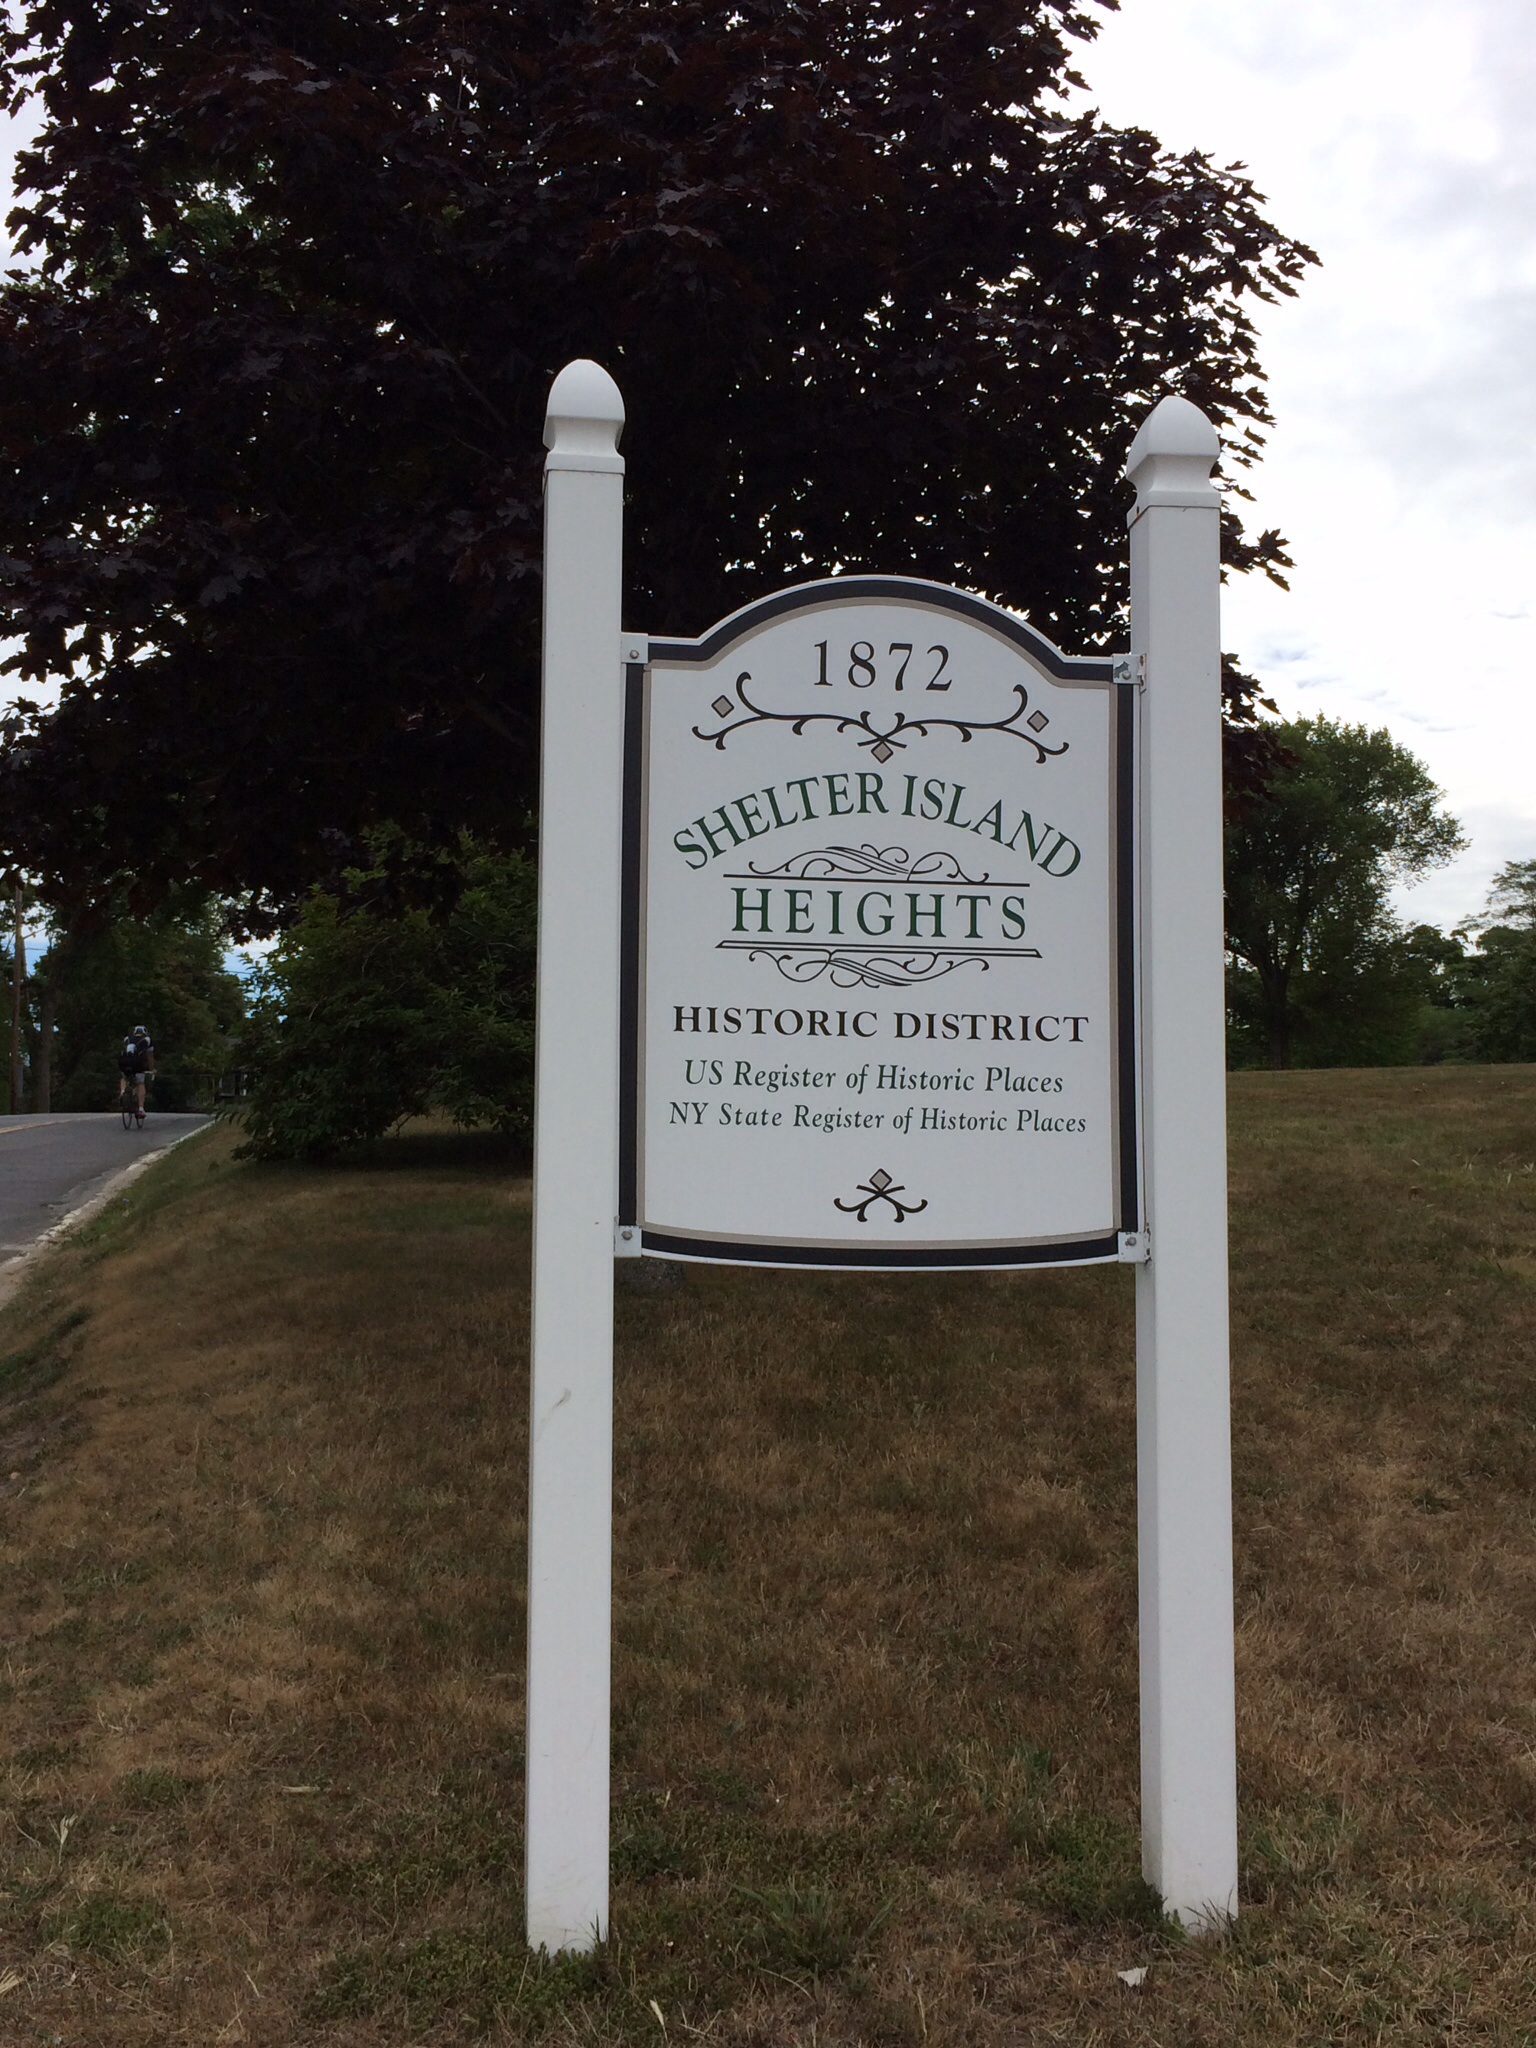 1872
SHELTER ISLAND
HEIGHTS
HISTORIC DISTRICT
US Register of Historic Places
NY State Register of Historic Places